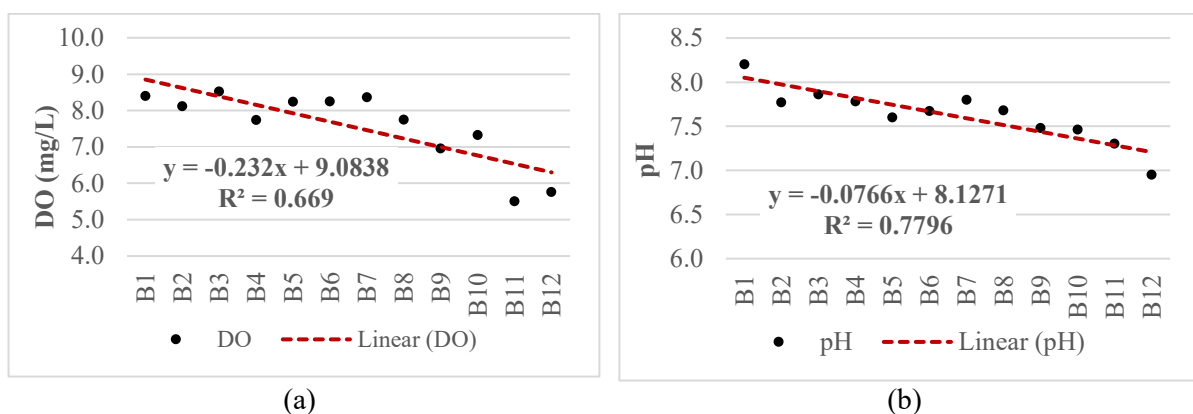 10.0
9.0
8.0
7.0
6.0
5.0
4.0
DO (mg/L)
y = -0.232x + 9.0838
R² = 0.669
B1 B2 B3 B4 B5 B6 B7 B8 B9 B10 B11 B12
DO Linear (DO)
(a)
8.5
8.0
7.5
7.0
6.5
6.0
pH
y = -0.0766x + 8.1271
R² = 0.7796
B1 B2 B3 B4 B5 B6 B7 B8 B9 B10 B11 B12
pH Linear (pH)
(b)